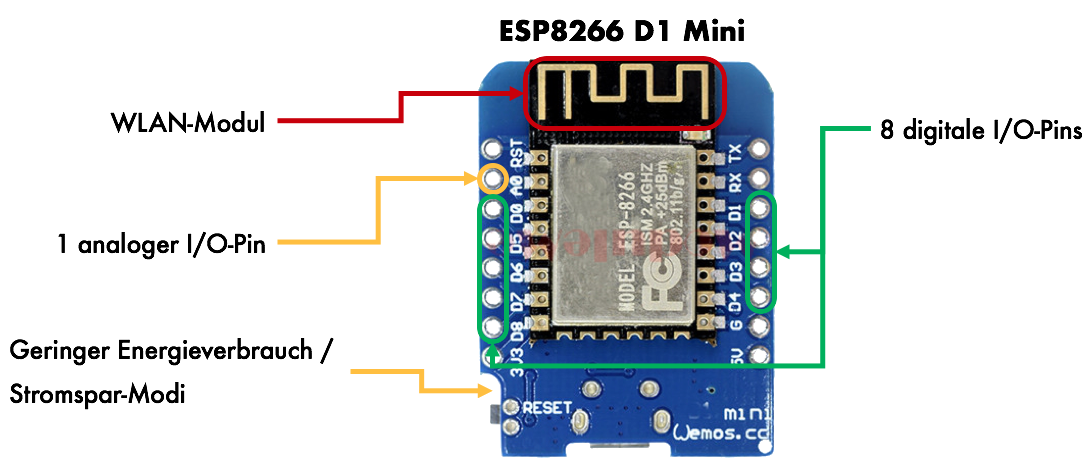 ESP8266 D1 Mini
WLAN-Modul
8 digitale I/O-Pins
1 analoger I/O-Pin
Geringer Energieverbrauch /
Stromspar-Modi
RST
A0
D0
D5
D6
D7
D8
3V3
MODEL ESP-8266
ISM 2.4GHZ
PA +25dBm
802.11b/g/
FC
TX
RX
D1
D2
D3
D4
G
5V
RESET
mini
Wemos.cc